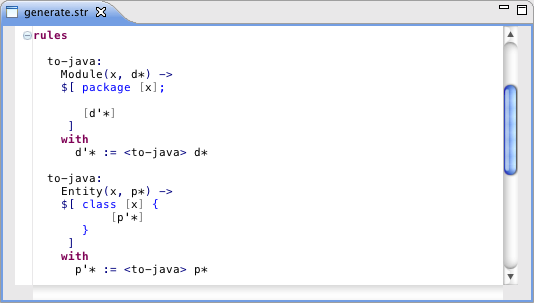 generate.str
rules
to-java:
Module(x, d*) ->
$[ package [x];
[d'*]
]
with
d'* := <to-java> d*
to-java:
Entity(x, p*) ->
$[ class [x] {
[p'*]
}
]
with
p'* := <to-java> p*